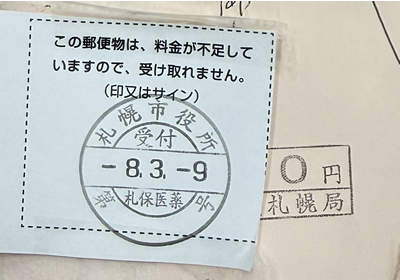 この郵便物は、料金が不足して
いますので、受け取れません。
(印又はサイン)
札幌市役所
受付
-8.3.-9
第 札保医薬 号
0円
札幌局